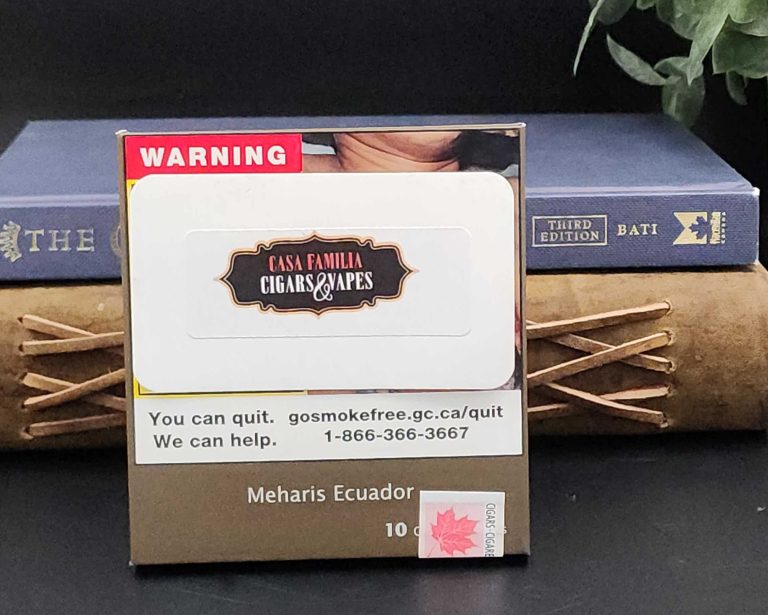 WARNING
THE
THIRD
EDITION
BATI
CASA FAMILIA
CIGARS & VAPES
You can quit. gosmokefree.gc.ca/quit
We can help. 1-866-366-3667
Meharis Ecuador
10